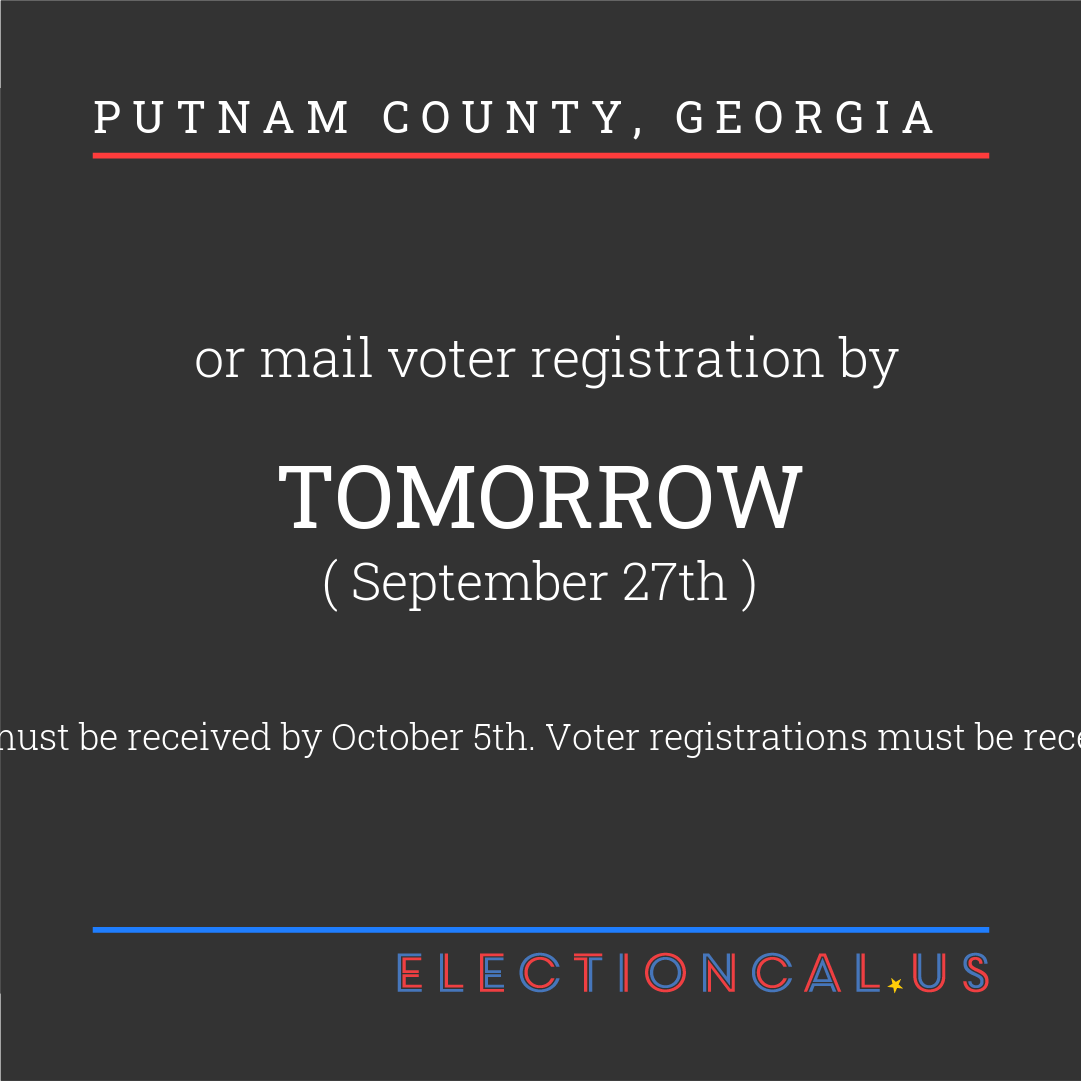 PUTNAM COUNTY, GEORGIA
or mail voter registration by
TOMORROW
( September 27th )
must be received by October 5th. Voter registrations must be rece
ELECTIONCAL.US